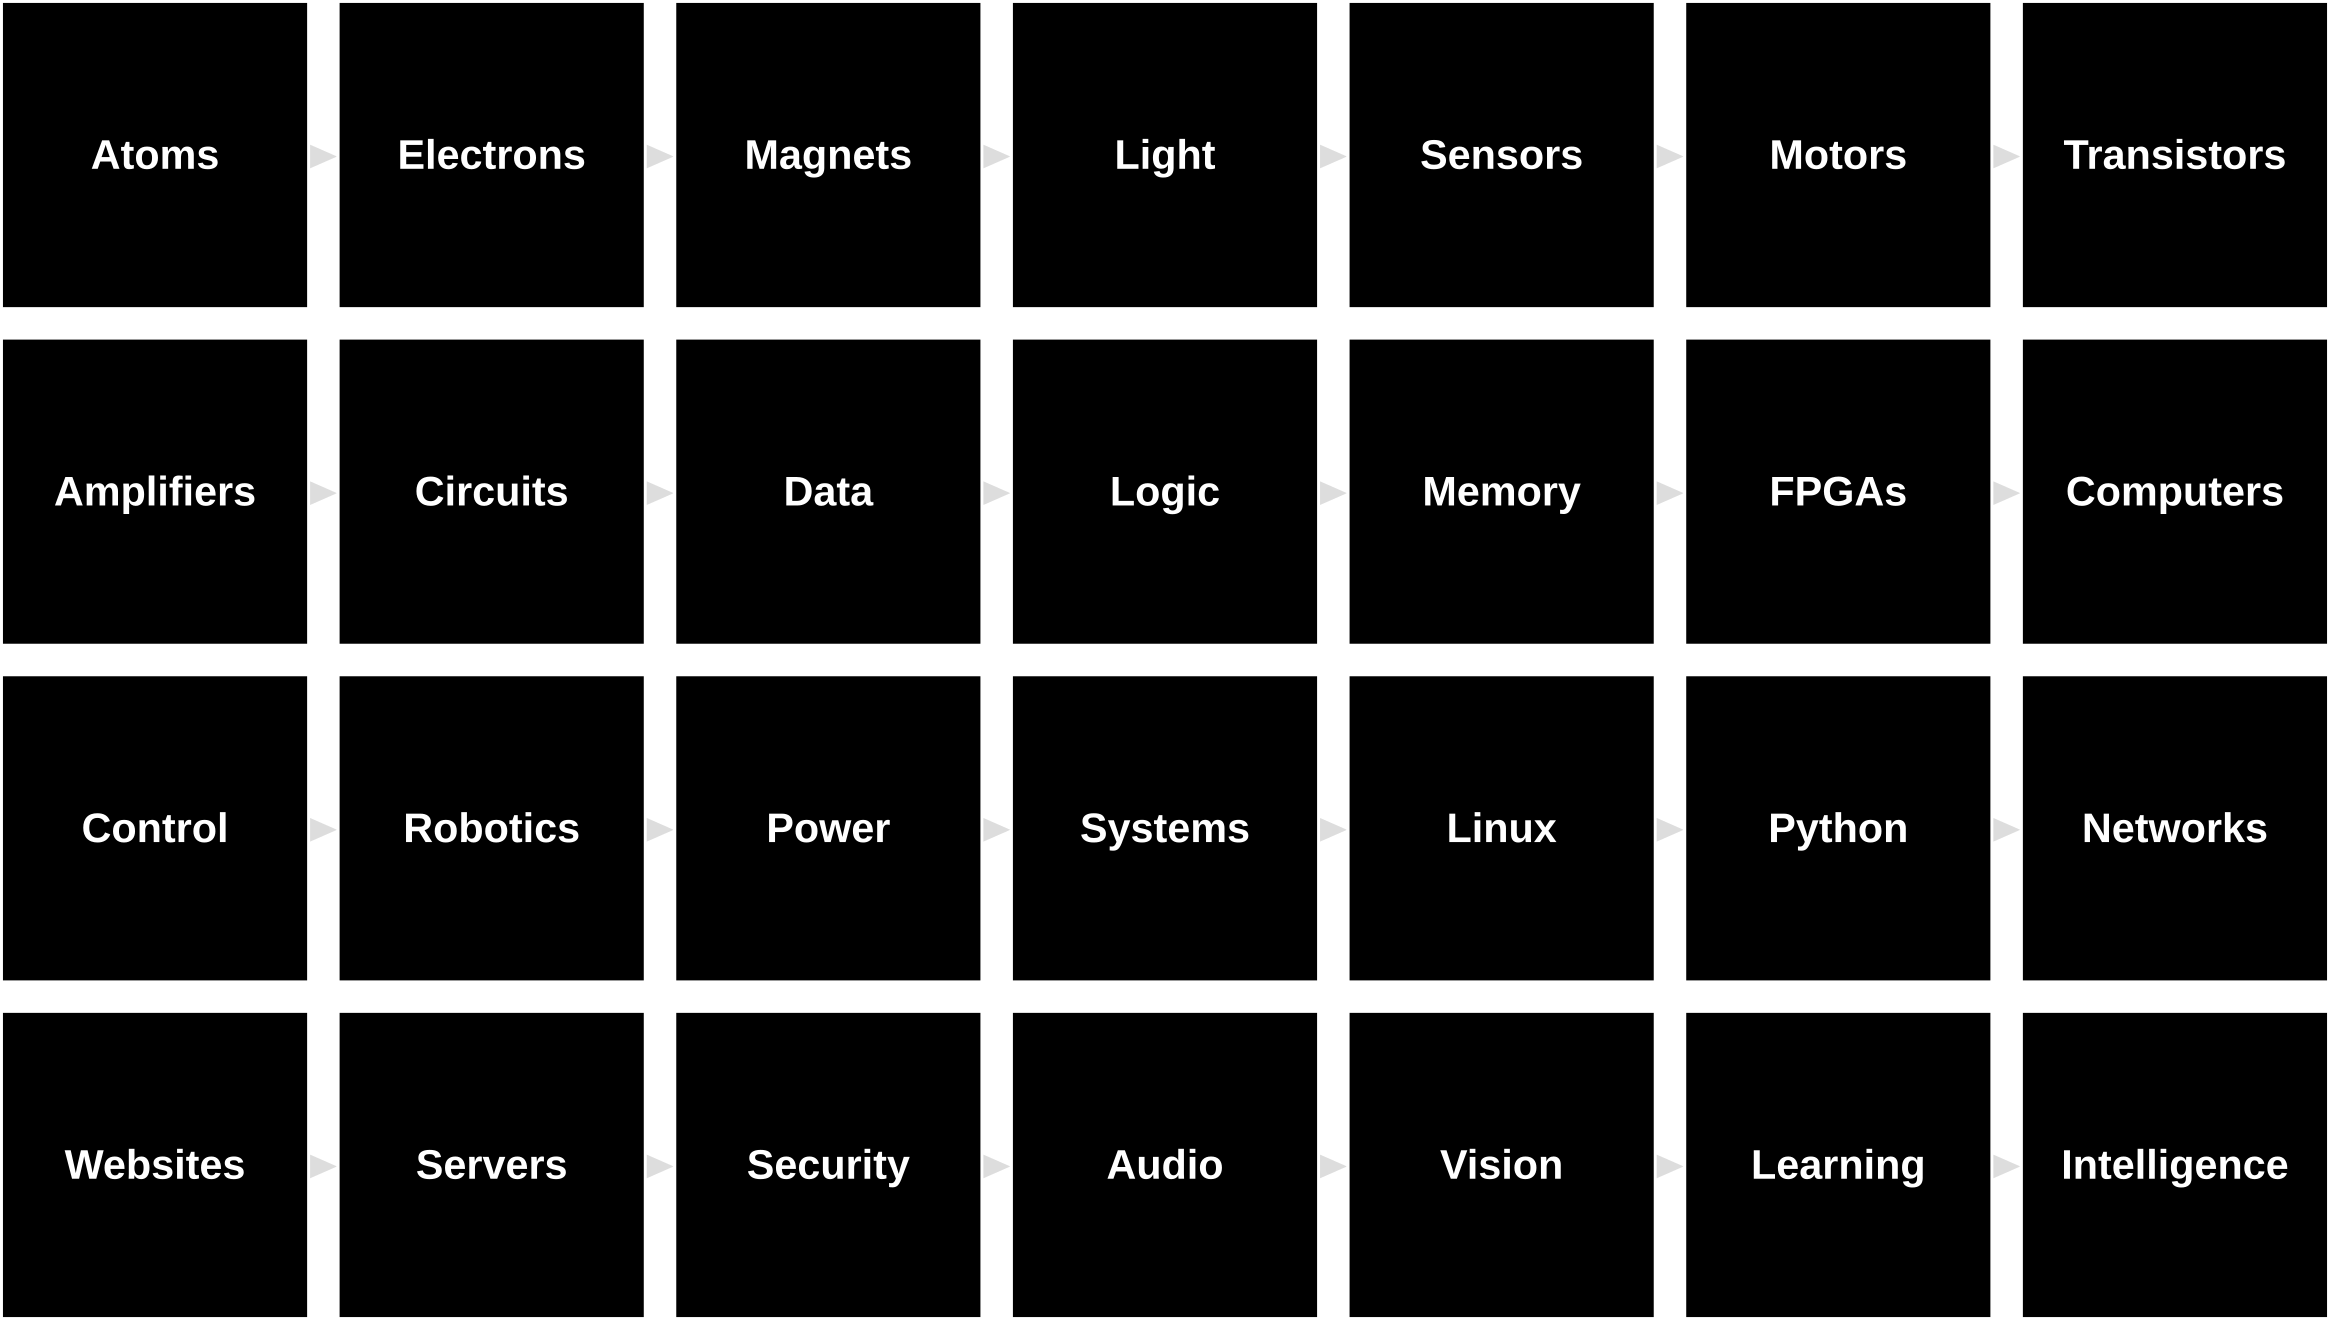 Atoms
Electrons
Magnets
Light
Sensors
Motors
Transistors
Amplifiers
Circuits
Data
Logic
Memory
FPGAs
Computers
Control
Robotics
Power
Systems
Linux
Python
Networks
Websites
Servers
Security
Audio
Vision
Learning
Intelligence